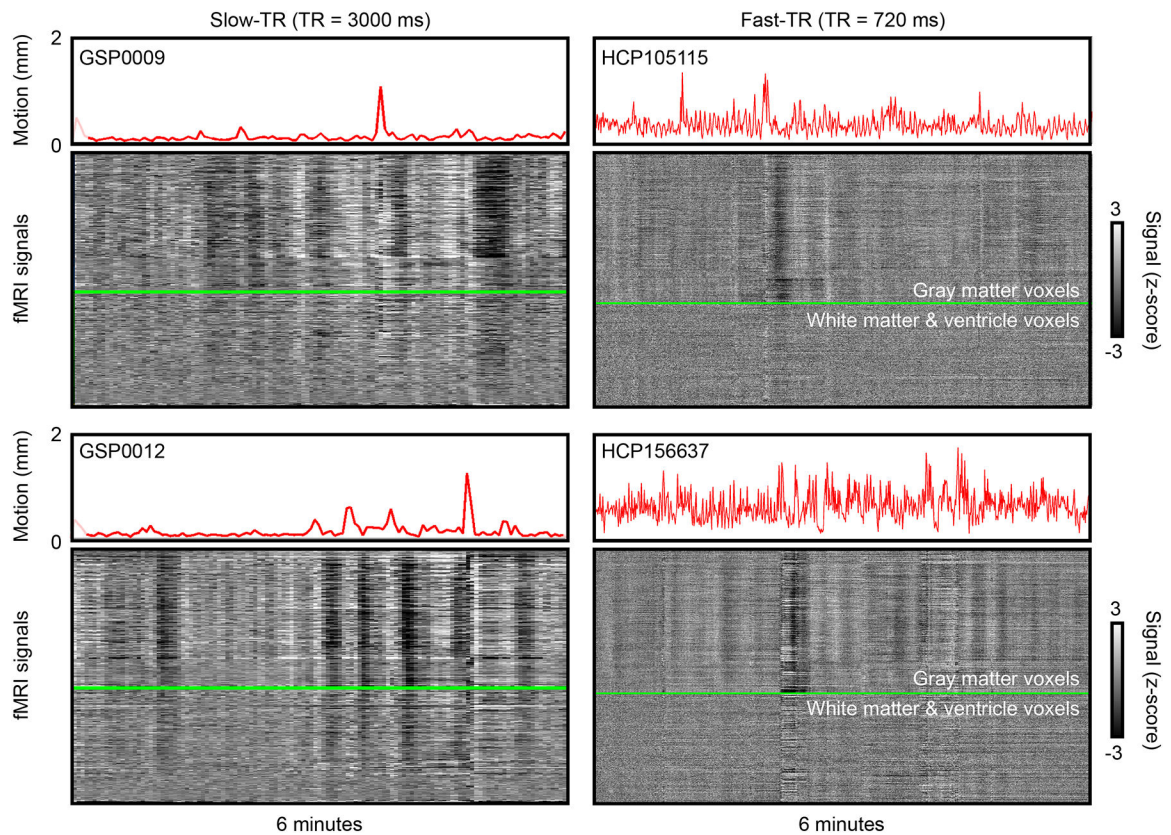 Slow-TR (TR = 3000 ms)
Fast-TR (TR = 720 ms)
Motion (mm)
2
0
GSP0009
HCP105115
fMRI signals
Gray matter voxels
White matter & ventricle voxels
3
-3
Signal (z-score)
Motion (mm)
2
0
GSP0012
HCP156637
fMRI signals
Gray matter voxels
White matter & ventricle voxels
3
-3
Signal (z-score)
6 minutes
6 minutes